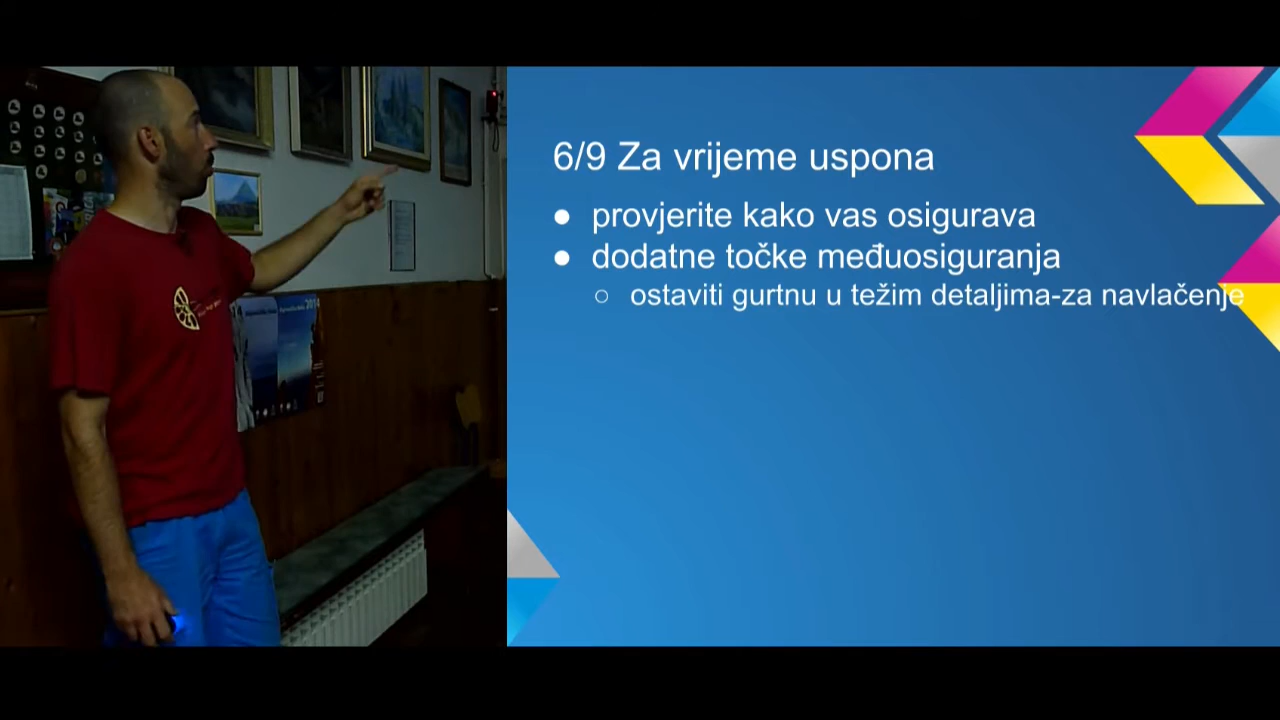 6/9 Za vrijeme uspona
● provjerite kako vas osigurava
● dodatne točke međuosiguranja
○ ostaviti gurtnu u težim detaljima-za navlačenje